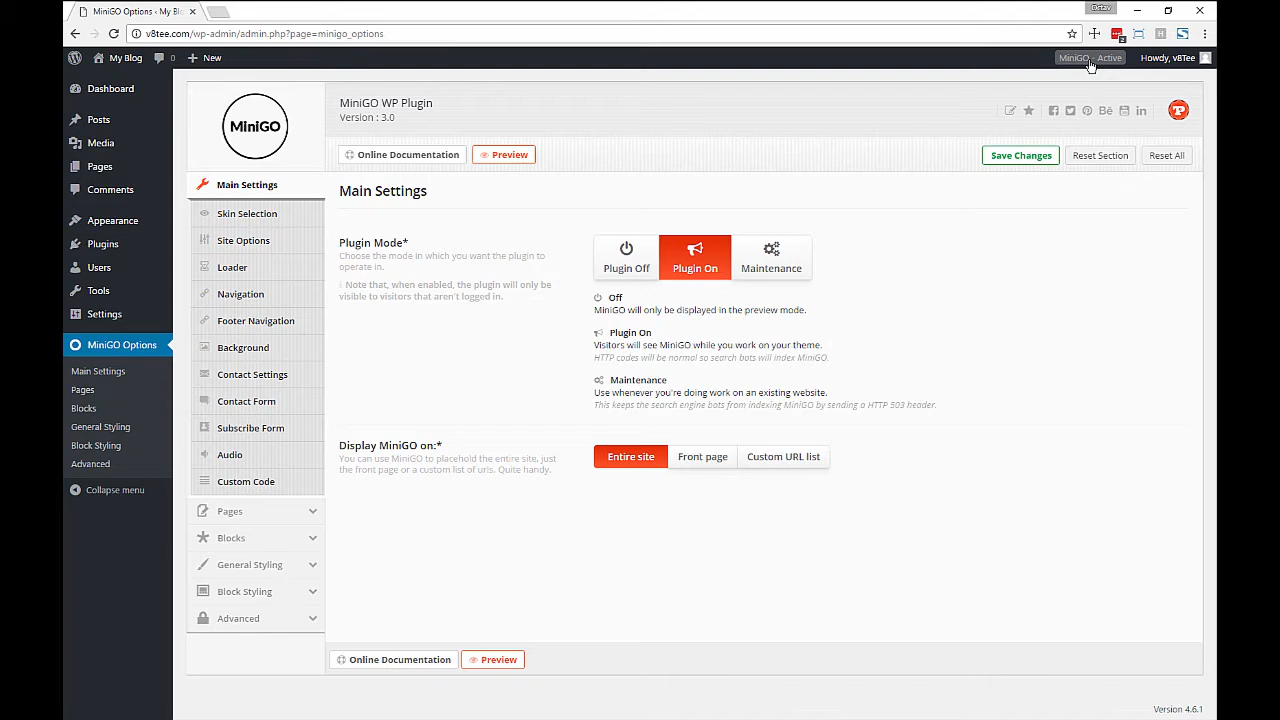 Octav
MiniGO Options ‹ My Bl
v8tee.com/wp-admin/admin.php?page=minigo_options
2
My Blog 0 New MiniGO - Active Howdy, v8Tee
Dashboard
Posts
Media
Pages
Comments
Appearance
Plugins
Users
Tools
Settings
MiniGO Options
Main Settings
Pages
Blocks
General Styling
Block Styling
Advanced
Collapse menu
MiniGO
MiniGO WP Plugin
Version : 3.0
Online Documentation Preview Save Changes Reset Section Reset All
Main Settings
Skin Selection
Site Options
Loader
Navigation
Footer Navigation
Background
Contact Settings
Contact Form
Subscribe Form
Audio
Custom Code
Pages
Blocks
General Styling
Block Styling
Advanced
Main Settings
Plugin Mode*
Choose the mode in which you want the plugin to
operate in.
Note that, when enabled, the plugin will only be
visible to visitors that aren't logged in.
Plugin Off Plugin On Maintenance
Off
MiniGO will only be displayed in the preview mode.
Plugin On
Visitors will see MiniGO while you work on your theme.
HTTP codes will be normal so search bots will index MiniGO.
Maintenance
Use whenever you're doing work on an existing website.
This keeps the search engine bots from indexing MiniGO by sending a HTTP 503 header.
Display MiniGO on:*
You can use MiniGO to placehold the entire site, just
the front page or a custom list of urls. Quite handy.
Entire site Front page Custom URL list
Online Documentation Preview
Version 4.6.1